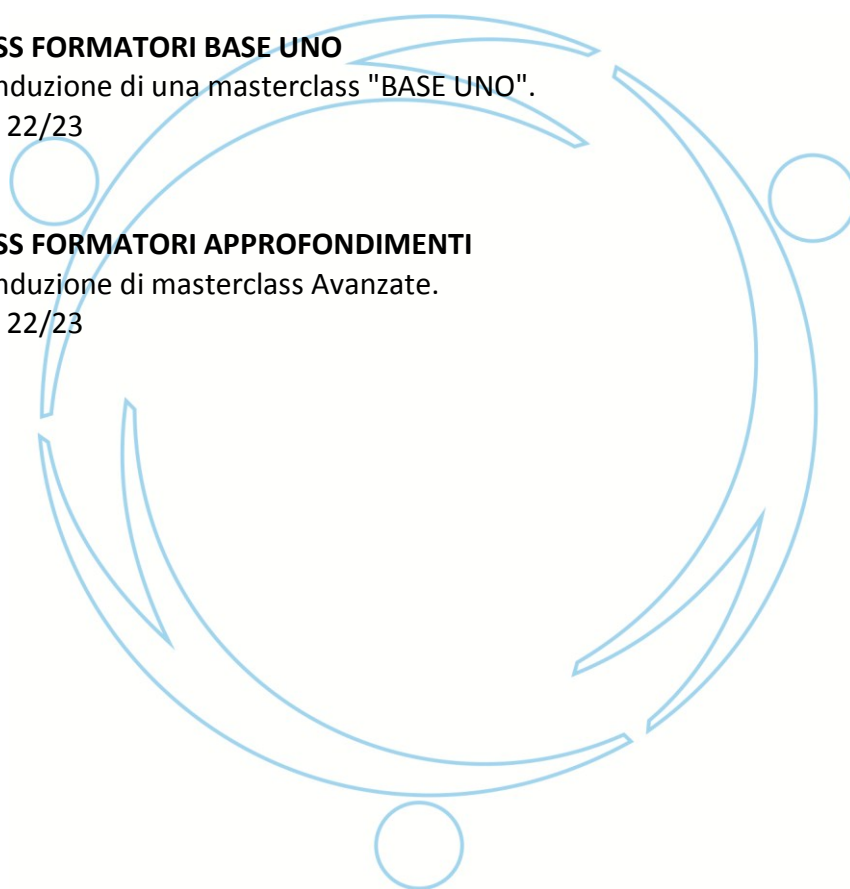 SS FORMATORI BASE UNO
nduzione di una masterclass "BASE UNO".
22/23
SS FORMATORI APPROFONDIMENTI
nduzione di masterclass Avanzate.
22/23